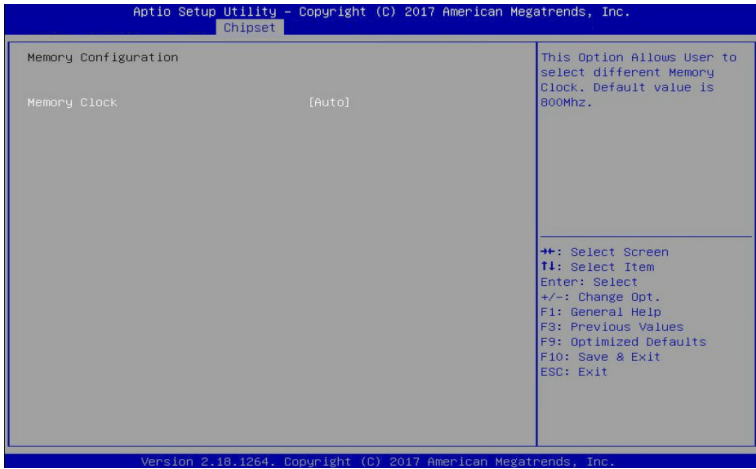 Aptio Setup Utility – Copyright (C) 2017 American Megatrends, Inc.
Chipset
Memory Configuration
Memory Clock [Auto]
This Option Allows User to
select different Memory
Clock. Default value is
800Mhz.
→←: Select Screen
↑↓: Select Item
Enter: Select
+/-: Change Opt.
F1: General Help
F3: Previous Values
F9: Optimized Defaults
F10: Save & Exit
ESC: Exit
Version 2.18.1264. Copyright (C) 2017 American Megatrends, Inc.